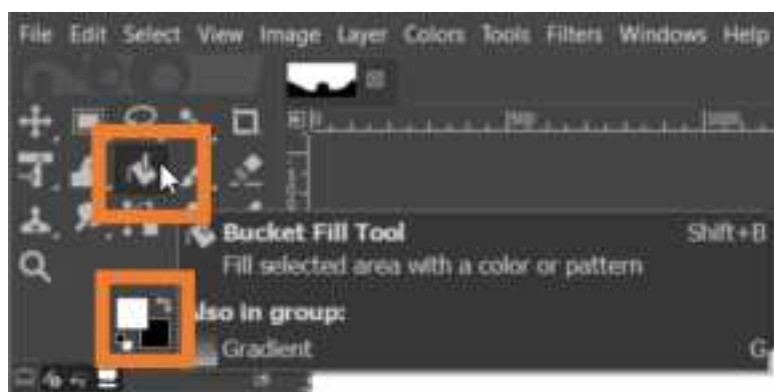 File Edit Select View Image Layer Colors Tools Filters Windows Help
Bucket Fill Tool Shift+B
Fill selected area with a color or pattern
Also in group:
Gradient G